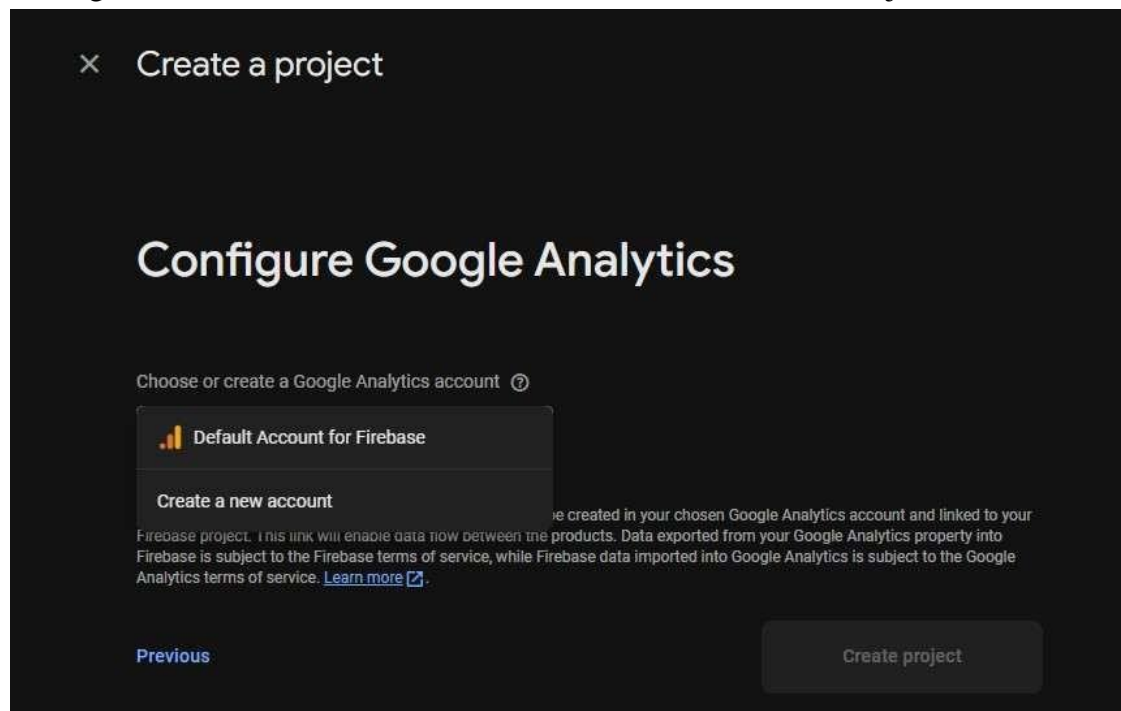 Create a project
Configure Google Analytics
Choose or create a Google Analytics account
Default Account for Firebase
Create a new account
e created in your chosen Google Analytics account and linked to your
Firebase project. This link will enable data flow between the products. Data exported from your Google Analytics property into
Firebase is subject to the Firebase terms of service, while Firebase data imported into Google Analytics is subject to the Google
Analytics terms of service. Learn more.
Previous
Create project